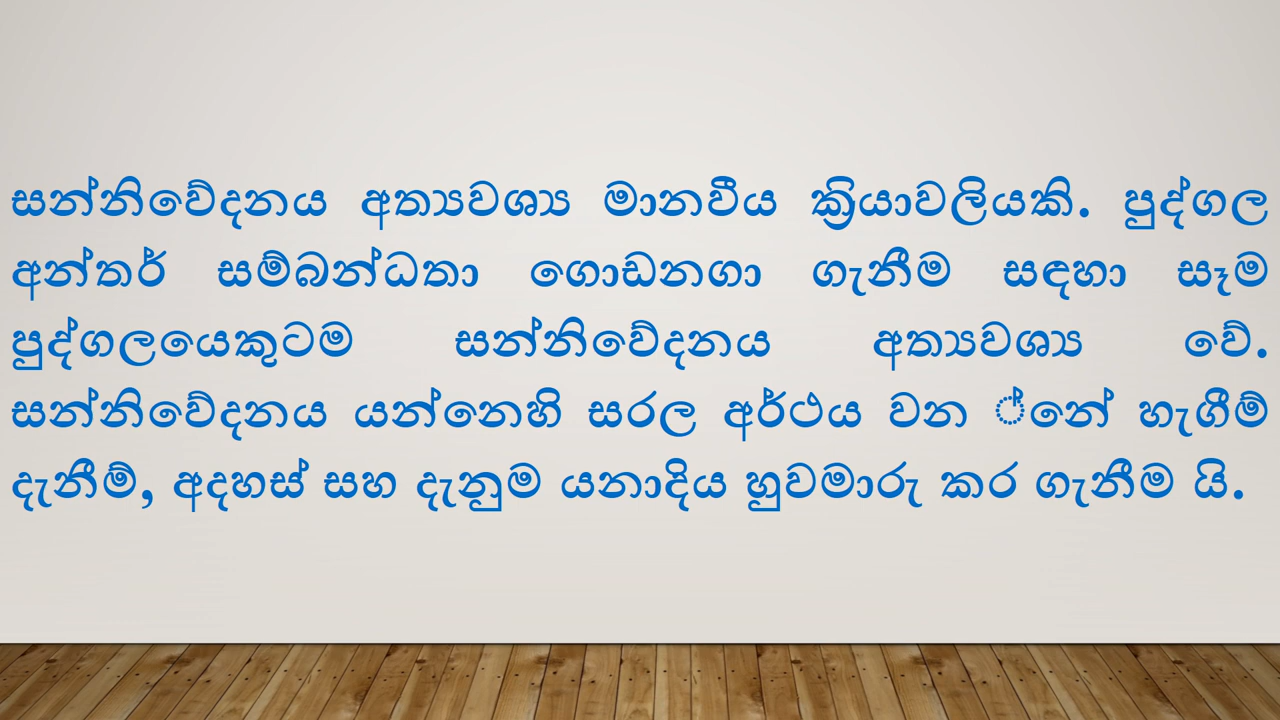 සන්නිවේදනය අත්‍යවශ්‍ය මානවීය ක්‍රියාවලියකි. පුද්ගල
අන්තර් සම්බන්ධතා ගොඩනගා ගැනීම සඳහා සෑම
පුද්ගලයෙකුටම සන්නිවේදනය අත්‍යවශ්‍ය වේ.
සන්නිවේදනය යන්නෙහි සරල අර්ථය වන ්නේ හැගීම්
දැනීම්, අදහස් සහ දැනුම යනාදිය හුවමාරු කර ගැනීම යි.